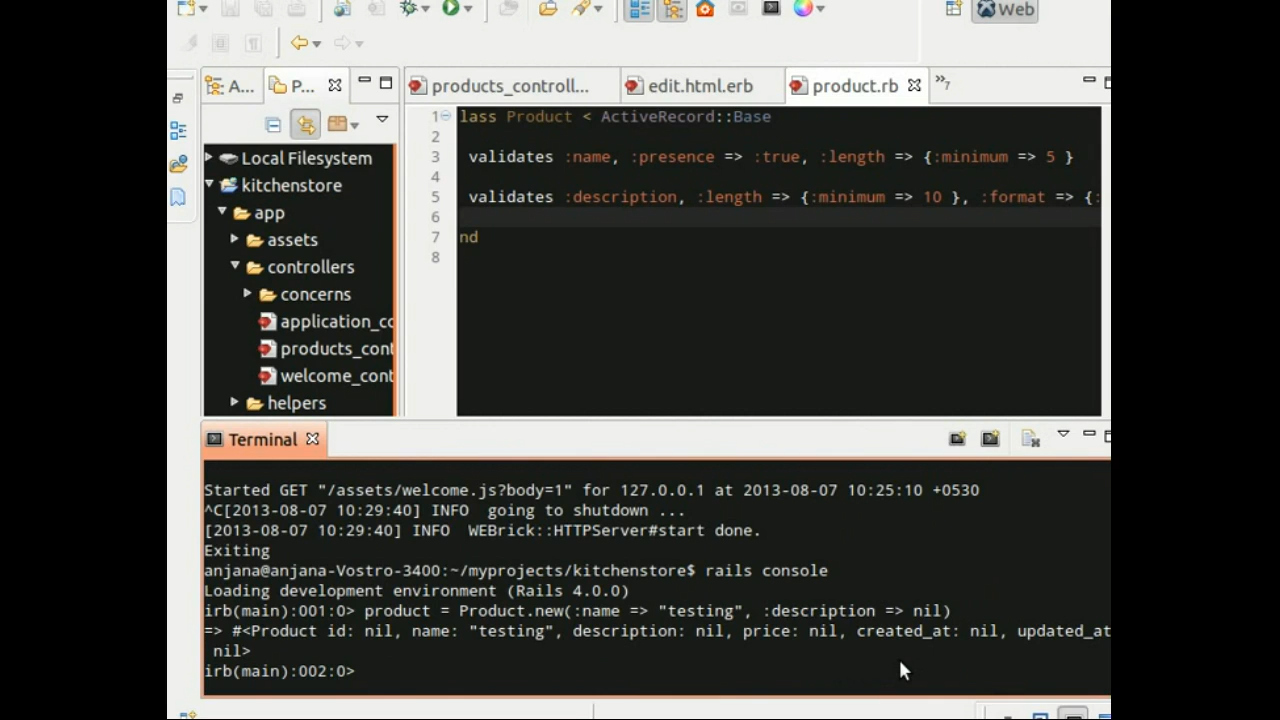 Web
A...
P...
products_controll...
edit.html.erb
product.rb
»7
Local Filesystem
kitchenstore
app
assets
controllers
concerns
application_cc
products_cont
welcome_cont
helpers
1 lass Product < ActiveRecord::Base
2
3 validates :name, :presence => :true, :length => {:minimum => 5 }
4
5 validates :description, :length => {:minimum => 10 }, :format => {:
6
7 nd
8
Terminal
Started GET "/assets/welcome.js?body=1" for 127.0.0.1 at 2013-08-07 10:25:10 +0530
^C[2013-08-07 10:29:40] INFO  going to shutdown ...
[2013-08-07 10:29:40] INFO  WEBrick::HTTPServer#start done.
Exiting
anjana@anjana-Vostro-3400:~/myprojects/kitchenstore$ rails console
Loading development environment (Rails 4.0.0)
irb(main):001:0> product = Product.new(:name => "testing", :description => nil)
=> #<Product id: nil, name: "testing", description: nil, price: nil, created_at: nil, updated_at
nil>
irb(main):002:0>